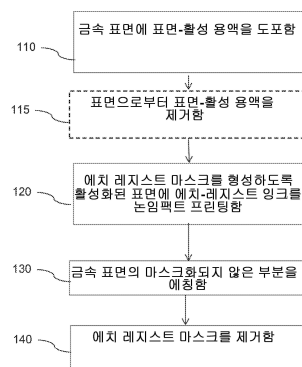 110
금속 표면에 표면-활성 용액을 도포함
115
표면으로부터 표면-활성 용액을
제거함
120
에치 레지스트 마스크를 형성하도록
활성화된 표면에 에치-레지스트 잉크를
논임팩트 프린팅함
130
금속 표면의 마스크화되지 않은 부분을
에칭함
140
에치 레지스트 마스크를 제거함